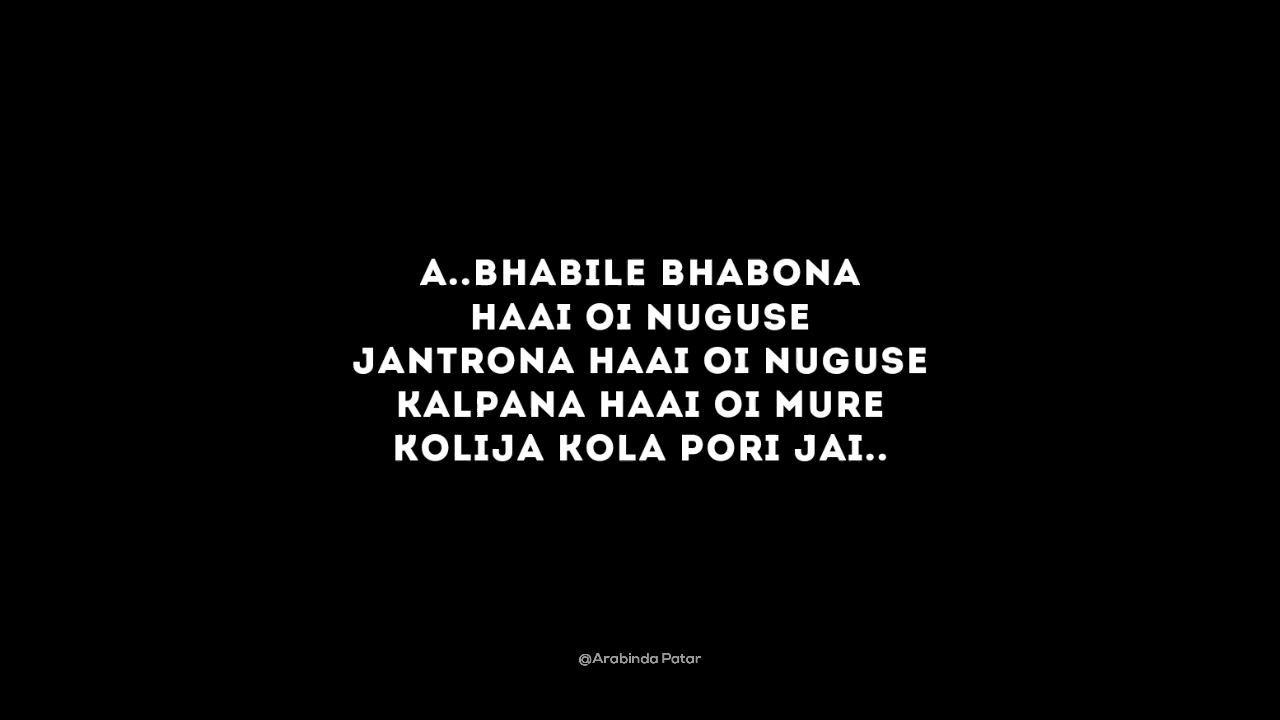 A..BHABILE BHABONA
HAAI OI NUGUSE
JANTRONA HAAI OI NUGUSE
KALPANA HAAI OI MURE
KOLIJA KOLA PORI JAI..
@Arabinda Patar